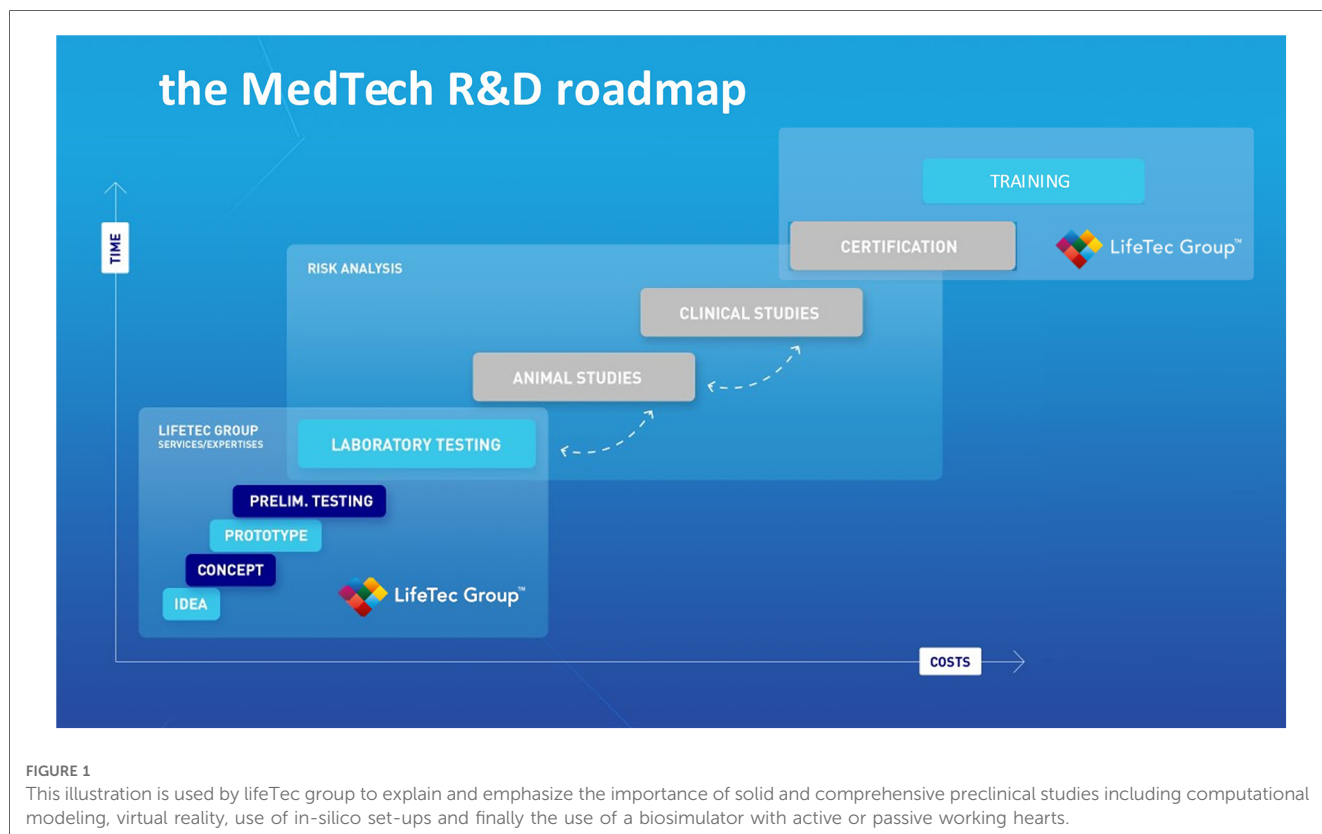 the MedTech R&D roadmap
TRAINING
TIME
CERTIFICATION
LifeTec Group™
RISK ANALYSIS
CLINICAL STUDIES
ANIMAL STUDIES
LIFETEC GROUP
SERVICES/EXPERTISES
LABORATORY TESTING
PRELIM. TESTING
PROTOTYPE
CONCEPT
LifeTec Group™
IDEA
COSTS
FIGURE 1
This illustration is used by lifeTec group to explain and emphasize the importance of solid and comprehensive preclinical studies including computational
modeling, virtual reality, use of in-silico set-ups and finally the use of a biosimulator with active or passive working hearts.